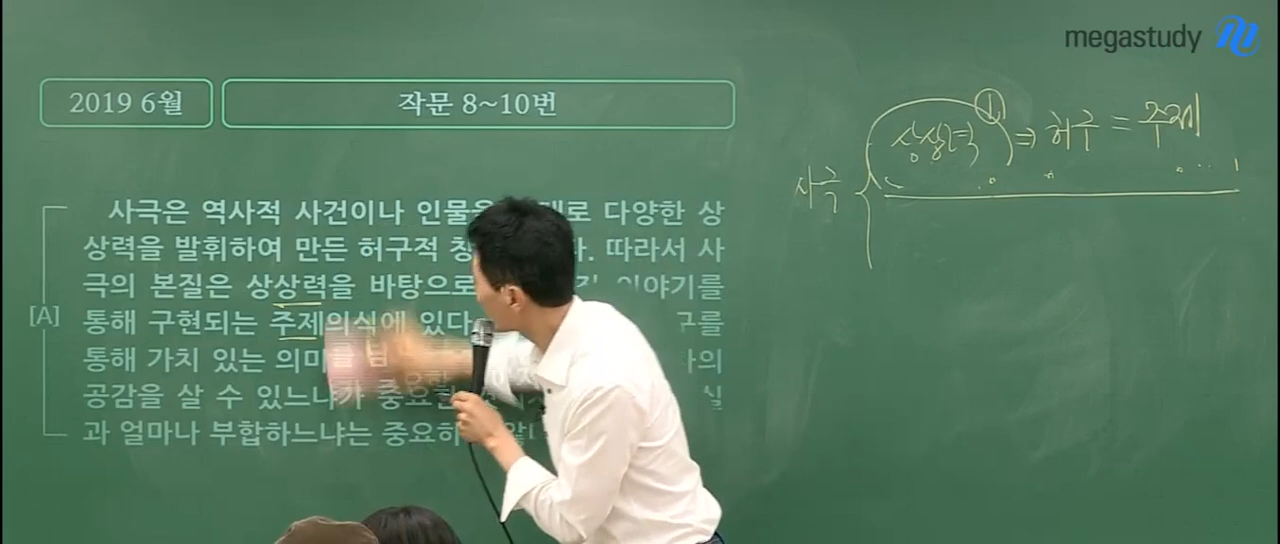 megastudy
2019 6월
작문 8~10번
상상력 ① ⇒ 허구 = 주제
사극
[A]
사극은 역사적 사건이나 인물을 다양한 상
상력을 발휘하여 만든 허구적 따라서 사
극의 본질은 상상력을 바탕으로 이야기를
통해 구현되는 주제의식에 있다
통해 가치 있는 의미를
공감을 살 수 있느냐가 중요한 실
과 얼마나 부합하느냐는 중요하